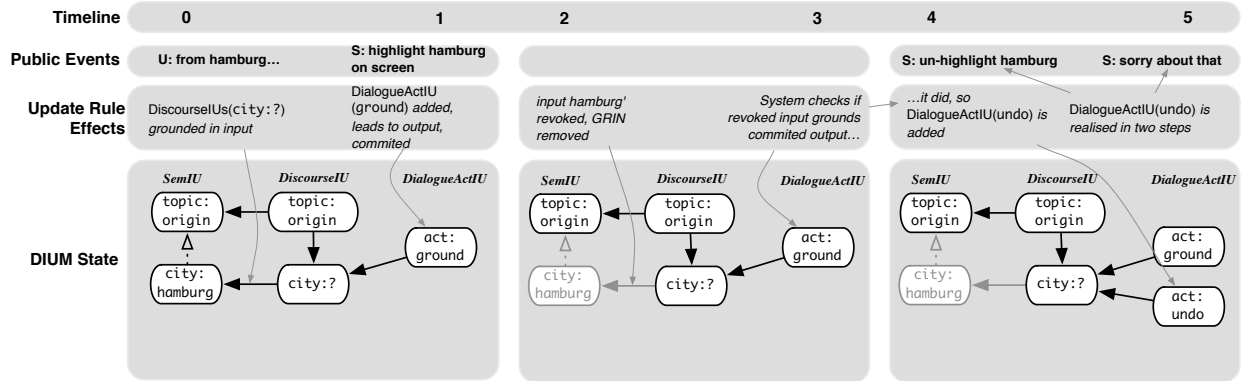 Timeline
0
1
2
3
4
5
Public Events
U: from hamburg…
S: highlight hamburg
on screen
S: un-highlight hamburg
S: sorry about that
Update Rule
Effects
DiscourseIUs(city:?)
grounded in input
DialogueActIU
(ground) added,
leads to output,
commited
input hamburg'
revoked, GRIN
removed
System checks if
revoked input grounds
commited output…
…it did, so
DialogueActIU(undo) is
added
DialogueActIU(undo) is
realised in two steps
DIUM State
SemIU
DiscourseIU
DialogueActIU
topic:
origin
topic:
origin
act:
ground
city:
hamburg
city:?
SemIU
DiscourseIU
DialogueActIU
topic:
origin
topic:
origin
act:
ground
city:
hamburg
city:?
SemIU
DiscourseIU
DialogueActIU
topic:
origin
topic:
origin
act:
ground
city:
hamburg
city:?
act:
undo